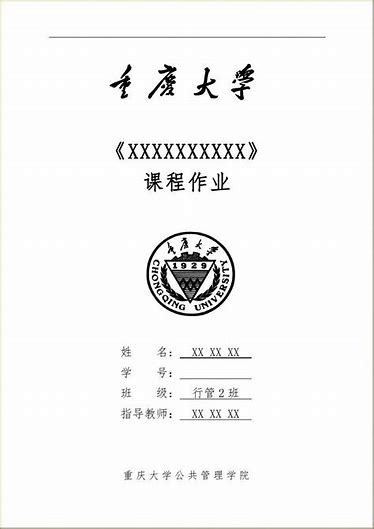 重庆大学
《XXXXXXXXXX》
课程作业
重庆大学
1929
CHONGQING UNIVERSITY
姓 名： XX XX XX
学 号：
班 级： 行管2班
指导教师： XX XX XX
重庆大学公共管理学院